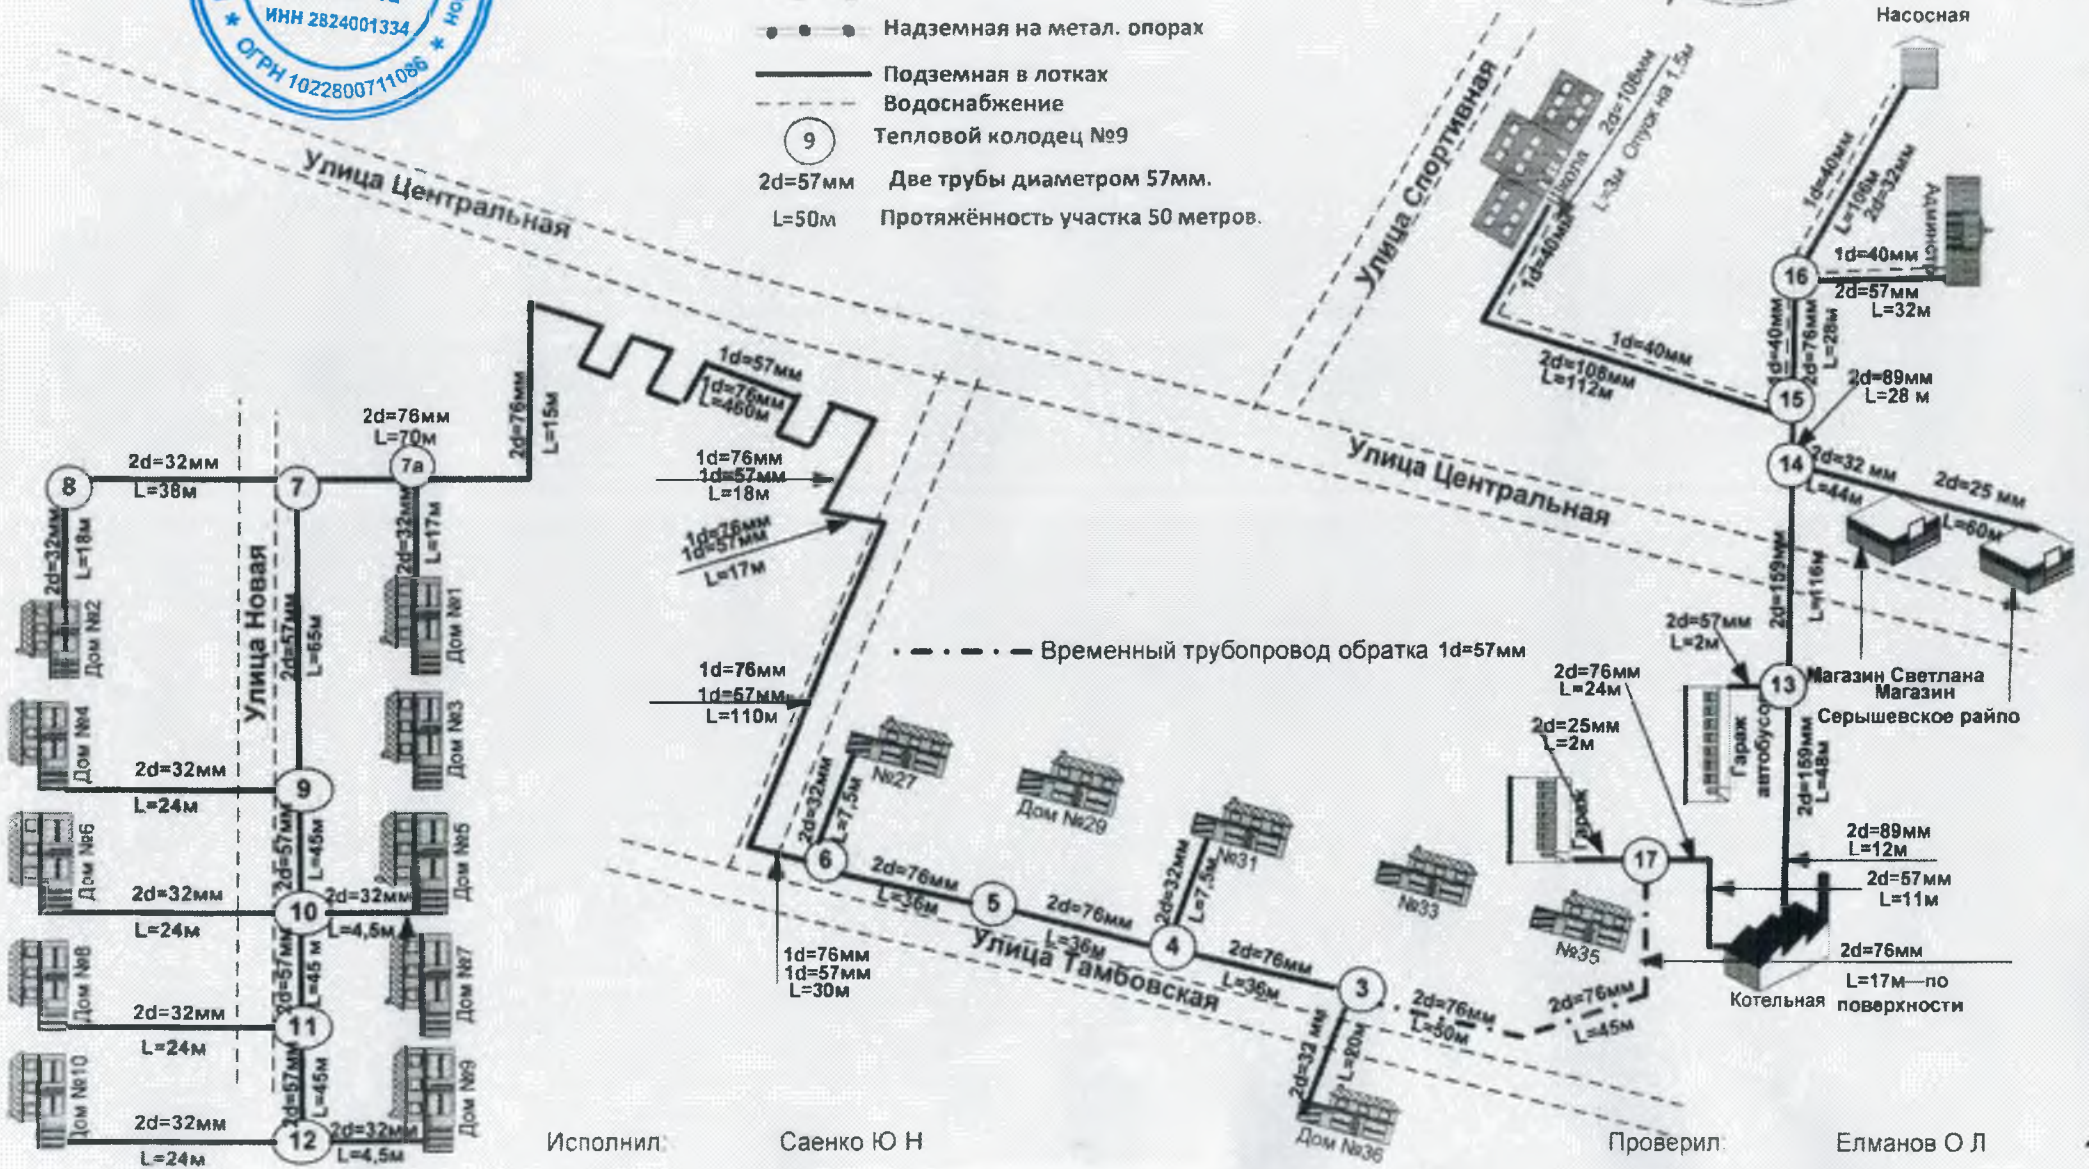 ИНН 2824001334
* ОГРН 1022800711086 *
Надземная на метал. опорах
Подземная в лотках
Водоснабжение
9 Тепловой колодец №9
2d=57мм Две трубы диаметром 57мм.
L=50м Протяжённость участка 50 метров.
Насосная
1d=40мм
L=106м
2d=32мм
Администр
16
1d=40мм
2d=57мм
L=32м
1d=40мм
2d=76мм
L=28м
15
2d=89мм
L=28 м
14
2d=32 мм
L=44м
2d=25 мм
L=60м
Улица Спортивная
2d=108мм
L=3м Опуск на 1,5м
Школа
1d=40мм
1d=40мм
2d=108мм
L=112м
Улица Центральная
Улица Центральная
2d=76мм
L=15м
1d=57мм
1d=76мм
L=460м
1d=76мм
1d=57мм
L=18м
1d=76мм
1d=57мм
L=17м
2d=76мм
L=70м
7а
7
8
2d=32мм
L=38м
2d=32мм
L=18м
2d=32мм
L=17м
Улица Новая
2d=57мм
L=65м
Дом №2
Дом №1
Дом №4
Дом №3
2d=32мм
L=24м
9
2d=57мм
L=45м
Дом №6
Дом №5
2d=32мм
L=24м
10
2d=32мм
L=4,5м
2d=57мм
L=45 м
Дом №8
Дом №7
2d=32мм
L=24м
11
2d=57мм
L=45м
Дом №10
Дом №9
2d=32мм
L=24м
12
2d=32мм
L=4,5м
Временный трубопровод обратка 1d=57мм
1d=76мм
1d=57мм
L=110м
2d=32мм
L=7,5м
№27
Дом №29
№31
№33
№35
6
2d=76мм
L=36м
5
2d=76мм
L=36м
2d=32мм
L=7,5м
4
2d=76мм
L=36м
3
2d=76мм
L=50м
2d=76мм
L=45м
1d=76мм
1d=57мм
L=30м
Улица Тамбовская
2d=32 мм
L=20м
Дом №36
2d=159мм
L=116м
2d=57мм
L=2м
13
Магазин Светлана
Магазин
Серышевское райпо
2d=76мм
L=24м
2d=25мм
L=2м
Гараж
автобусов
2d=159мм
L=48м
Гараж
17
2d=89мм
L=12м
2d=57мм
L=11м
2d=76мм
L=17м—по
поверхности
Котельная
Исполнил: Саенко Ю Н
Проверил: Елманов О Л